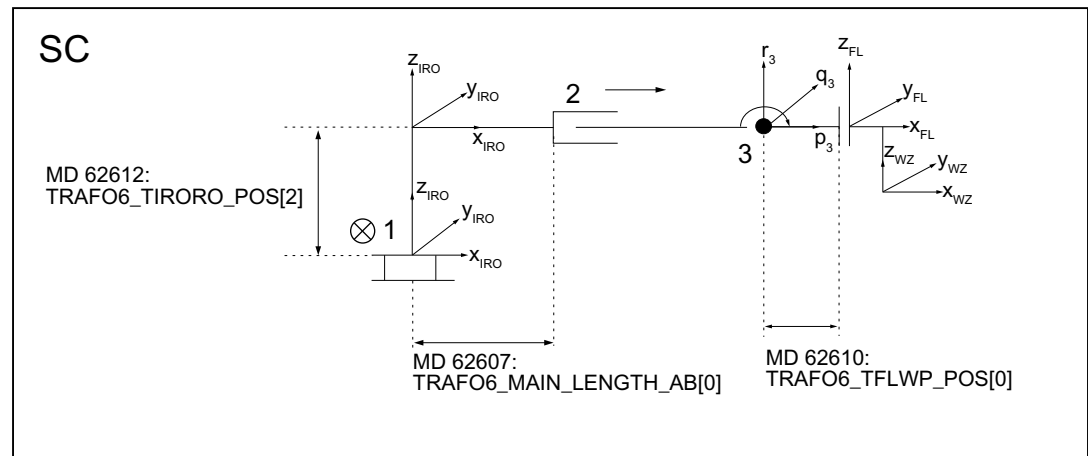 SC
z_IRO
y_IRO
x_IRO
2
r_3
q_3
p_3
3
z_FL
y_FL
x_FL
z_WZ
y_WZ
x_WZ
MD 62612:
TRAFO6_TIRORO_POS[2]
z_IRO
y_IRO
x_IRO
1
MD 62607:
TRAFO6_MAIN_LENGTH_AB[0]
MD 62610:
TRAFO6_TFLWP_POS[0]